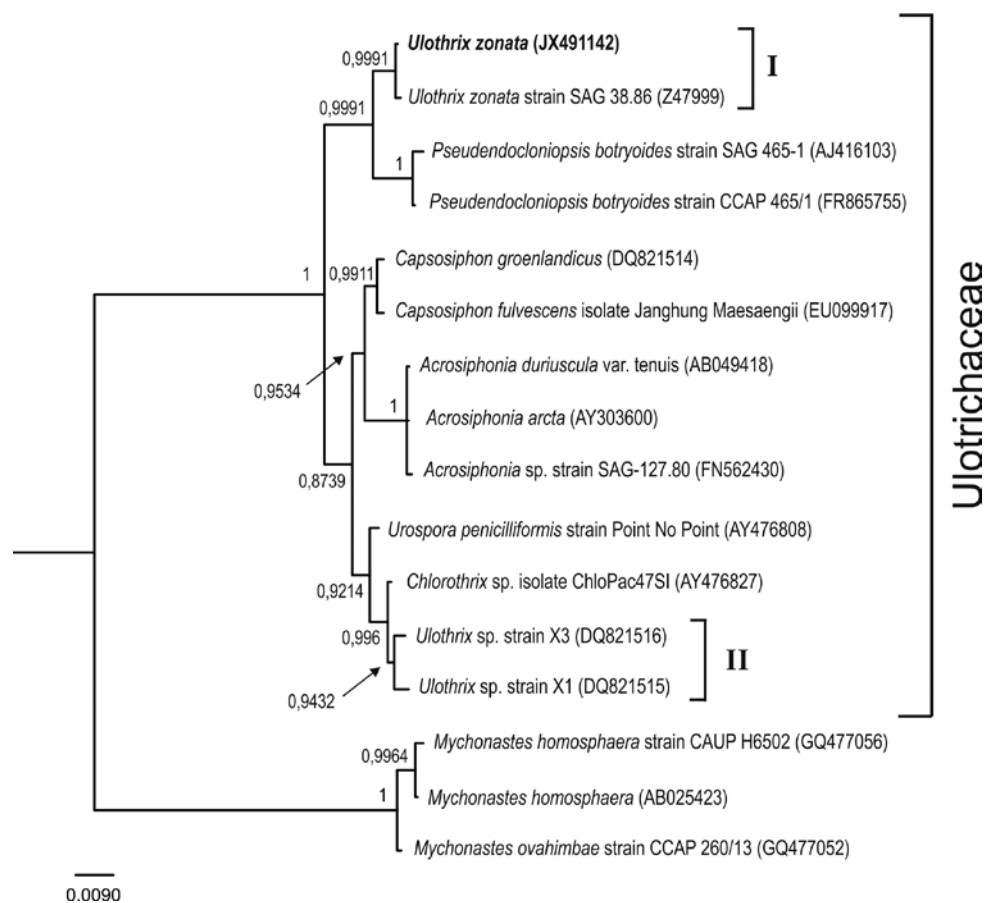 Ulothrix zonata (JX491142)
0,9991
I
Ulothrix zonata strain SAG 38.86 (Z47999)
0,9991
Pseudendocloniopsis botryoides strain SAG 465-1 (AJ416103)
1
Pseudendocloniopsis botryoides strain CCAP 465/1 (FR865755)
Capsosiphon groenlandicus (DQ821514)
1
0,9911
Capsosiphon fulvescens isolate Janghung Maesaengii (EU099917)
Acrosiphonia duriuscula var. tenuis (AB049418)
0,9534
1
Acrosiphonia arcta (AY303600)
Acrosiphonia sp. strain SAG-127.80 (FN562430)
0,8739
Urospora penicilliformis strain Point No Point (AY476808)
Chlorothrix sp. isolate ChloPac47SI (AY476827)
0,9214
Ulothrix sp. strain X3 (DQ821516)
0,996
II
Ulothrix sp. strain X1 (DQ821515)
0,9432
Ulotrichaceae
Mychonastes homosphaera strain CAUP H6502 (GQ477056)
0,9964
Mychonastes homosphaera (AB025423)
1
Mychonastes ovahimbae strain CCAP 260/13 (GQ477052)
0.0090